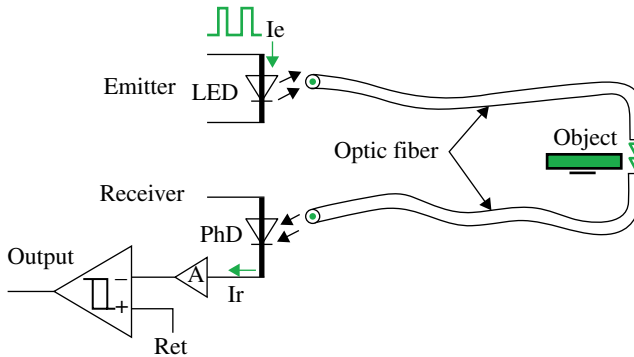 Ie
Emitter
LED
Object
Optic fiber
Receiver
PhD
Output
A
Ir
−
+
Ret